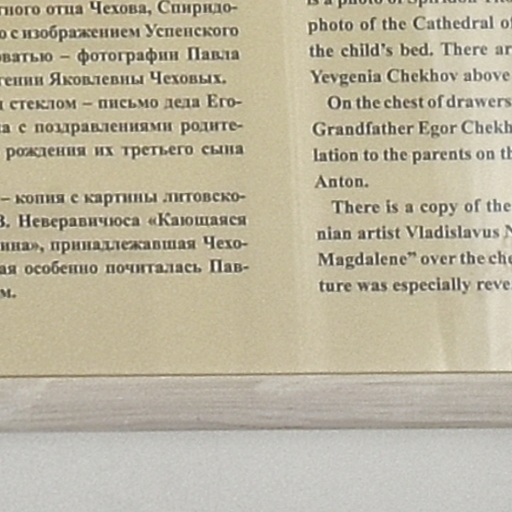 тного отца Чехова, Спиридо-
о с изображением Успенского
оватью – фотографии Павла
гении Яковлевны Чеховых.
стеклом – письмо деда Его-
а с поздравлениями родите-
рождения их третьего сына
– копия с картины литовско-
В. Неверавичюса «Кающаяся
ина», принадлежавшая Чехо-
ая особенно почиталась Пав-
м.
is a photo of
photo of the Cathedral of
the child's bed. There ar
Yevgenia Chekhov above
On the chest of drawers
Grandfather Egor Chekh
lation to the parents on th
Anton.
There is a copy of the
nian artist Vladislavus N
Magdalene" over the che
ture was especially reve